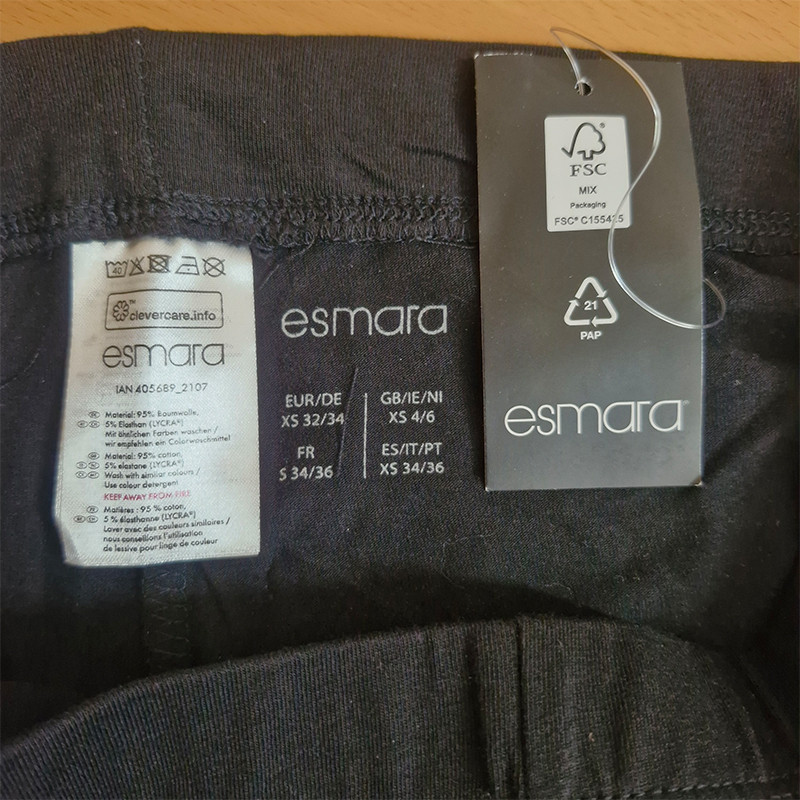 40
clevercare.info
esmara
IAN 405689_2107
Material: 95% Baumwolle,
5% Elasthan (LYCRA®)
Mit ähnlichen Farben waschen /
wir empfehlen ein Colorwaschmittel
Material: 95% cotton,
5% elastane (LYCRA®)
Wash with similar colours /
Use colour detergent
KEEP AWAY FROM FIRE
Matières: 95 % coton,
5 % élasthanne (LYCRA®)
Laver avec des couleurs similaires /
nous conseillons l'utilisation
de lessive pour linge de couleur
esmara
EUR/DE
XS 32/34
GB/IE/NI
XS 4/6
FR
S 34/36
ES/IT/PT
XS 34/36
FSC
MIX
Packaging
FSC® C155425
21
PAP
esmara®